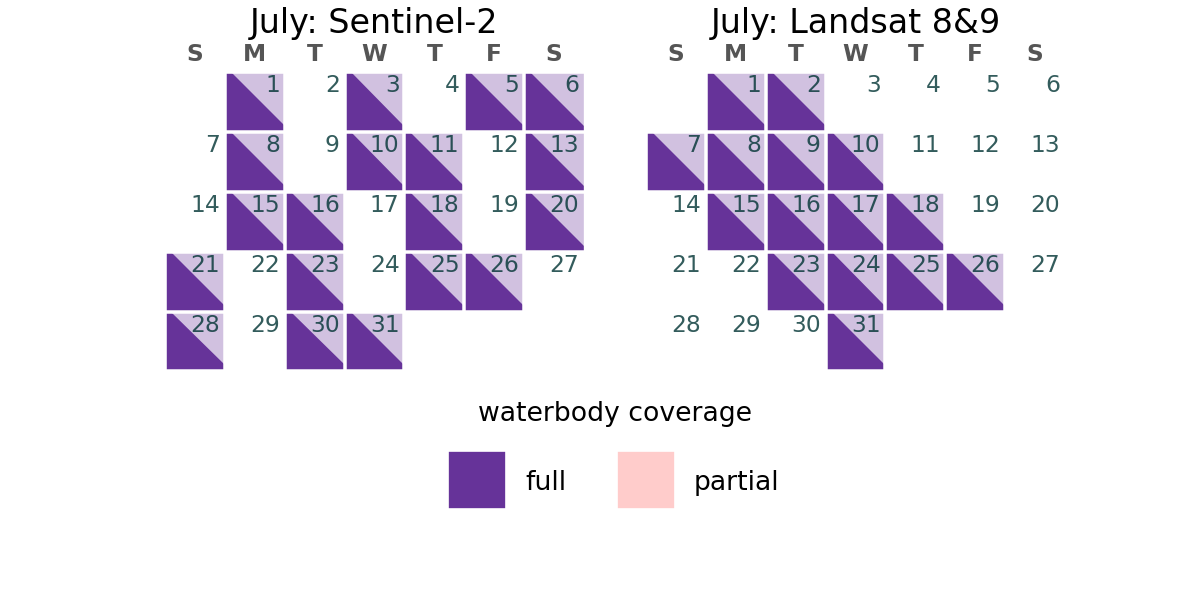 July: Sentinel-2
S M T W T F S
1 2 3 4 5 6
7 8 9 10 11 12 13
14 15 16 17 18 19 20
21 22 23 24 25 26 27
28 29 30 31
July: Landsat 8&9
S M T W T F S
1 2 3 4 5 6
7 8 9 10 11 12 13
14 15 16 17 18 19 20
21 22 23 24 25 26 27
28 29 30 31
waterbody coverage
full partial